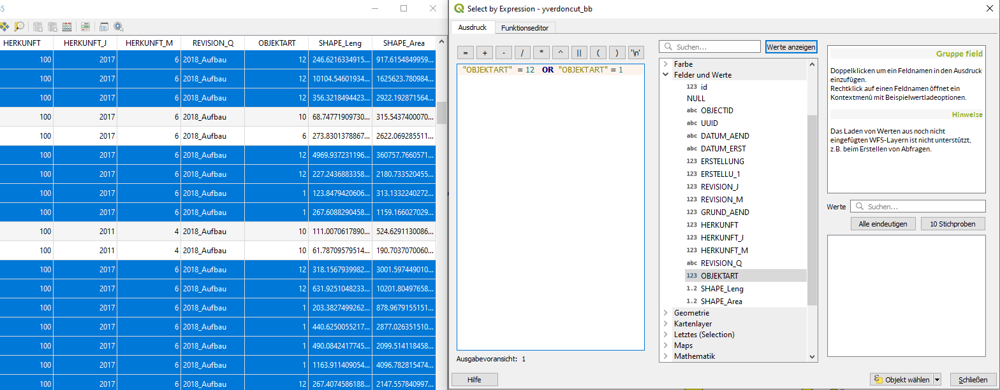 35
Select by Expression - yverdoncut_bb
HERKUNFT HERKUNFT_J HERKUNFT_M REVISION_Q OBJEKTART SHAPE_Leng SHAPE_Area
100 2017 6 2018_Aufbau 12 246.6216334915... 917.6154849959...
100 2017 6 2018_Aufbau 12 10104.54601934... 1625623.780984...
100 2017 6 2018_Aufbau 12 356.3218494423... 2922.192871564...
100 2017 6 2018_Aufbau 10 68.74771909730... 315.5437400070...
100 2017 6 2018_Aufbau 6 273.8301378867... 2622.069285511...
100 2017 6 2018_Aufbau 12 4969.937231196... 360757.7660571...
100 2017 6 2018_Aufbau 12 227.2436883358... 2180.733520455...
100 2017 6 2018_Aufbau 1 123.8479420606... 313.1332240272...
100 2017 6 2018_Aufbau 1 267.6088290458... 1159.166027029...
100 2011 4 2018_Aufbau 10 111.0070617890... 524.6291130086...
100 2011 4 2018_Aufbau 10 61.78709579514... 190.7037070060...
100 2017 6 2018_Aufbau 12 318.1567939982... 3001.597449010...
100 2017 6 2018_Aufbau 12 631.9251048233... 10201.80497658...
100 2017 6 2018_Aufbau 1 203.3827499262... 878.9679155151...
100 2017 6 2018_Aufbau 1 440.6250055217... 2877.026351510...
100 2017 6 2018_Aufbau 1 490.0842417745... 2099.514118458...
100 2017 6 2018_Aufbau 1 1163.911409054... 4096.782815474...
100 2017 6 2018_Aufbau 12 267.4074586188... 2147.557840997...
Ausdruck Funktionseditor
= + - / * ^ || ( ) '\n'
"OBJEKTART" = 12 OR "OBJEKTART" = 1
Ausgabevoransicht: 1
Hilfe
Suchen... Werte anzeigen
Farbe
Felder und Werte
123 id
NULL
abc OBJECTID
abc UUID
abc DATUM_AEND
abc DATUM_ERST
123 ERSTELLUNG
123 ERSTELLU_1
123 REVISION_J
123 REVISION_M
123 GRUND_AEND
123 HERKUNFT
123 HERKUNFT_J
123 HERKUNFT_M
abc REVISION_Q
123 OBJEKTART
1.2 SHAPE_Leng
1.2 SHAPE_Area
Geometrie
Kartenlayer
Letztes (Selection)
Maps
Mathematik
Gruppe field
Doppelklicken um ein Feldnamen in den Ausdruck
einzufügen.
Rechtklick auf einen Feldnamen öffnet ein
Kontextmenü mit Beispielwertladeoptionen.
Hinweise
Das Laden von Werten aus noch nicht
eingefügten WFS-Layern ist nicht unterstützt,
z.B. beim Erstellen von Abfragen.
Werte Suchen...
Alle eindeutigen 10 Stichproben
Objekt wählen Schließen